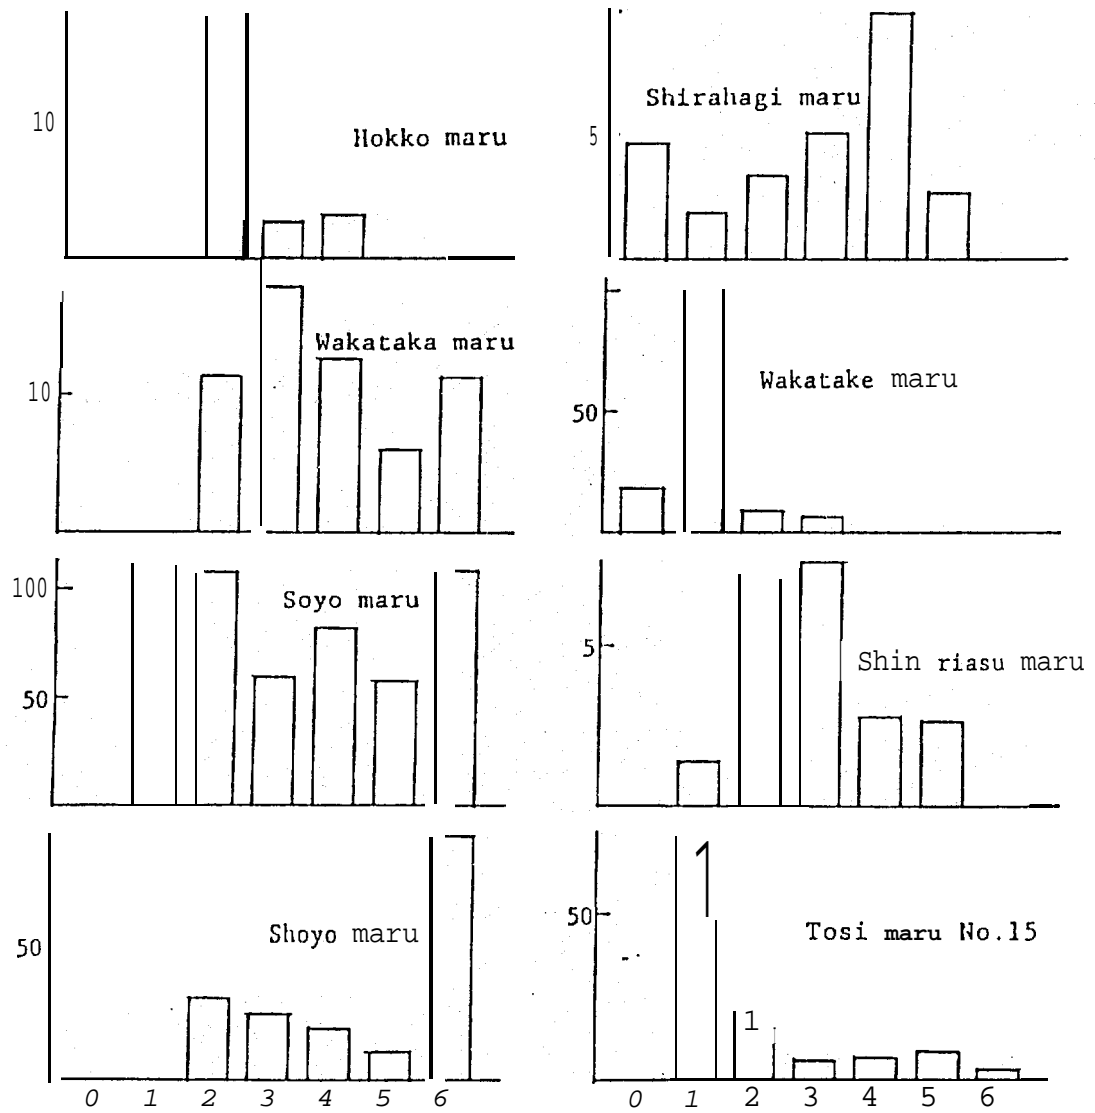 10
Hokko maru
Shirahagi maru
5
10
Wakataka maru
50
Wakatake maru
100
50
Soyo maru
5
Shin riasu maru
50
Shoyo maru
0 1 2 3 4 5 6
50
1
1
Tosi maru No.15
0 1 2 3 4 5 6